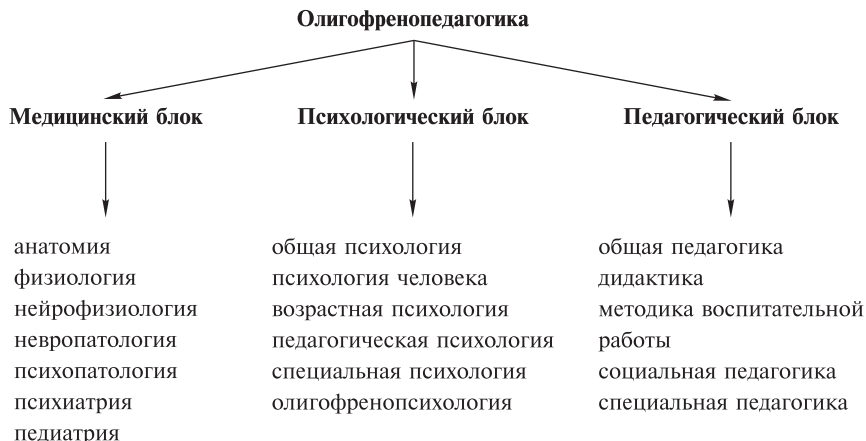 Олигофренопедагогика
Медицинский блок
Психологический блок
Педагогический блок
анатомия
физиология
нейрофизиология
невропатология
психопатология
психиатрия
педиатрия
общая психология
психология человека
возрастная психология
педагогическая психология
специальная психология
олигофренопсихология
общая педагогика
дидактика
методика воспитательной
работы
социальная педагогика
специальная педагогика